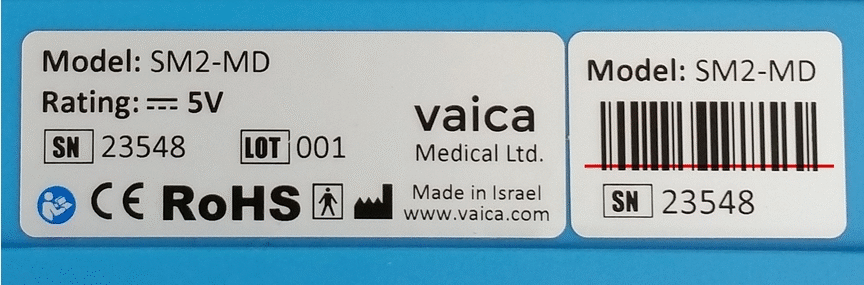 Model: SM2-MD
Rating: ⎓ 5V
SN 23548 LOT 001
CE RoHS
vaica
Medical Ltd.
Made in Israel
www.vaica.com
Model: SM2-MD
SN 23548